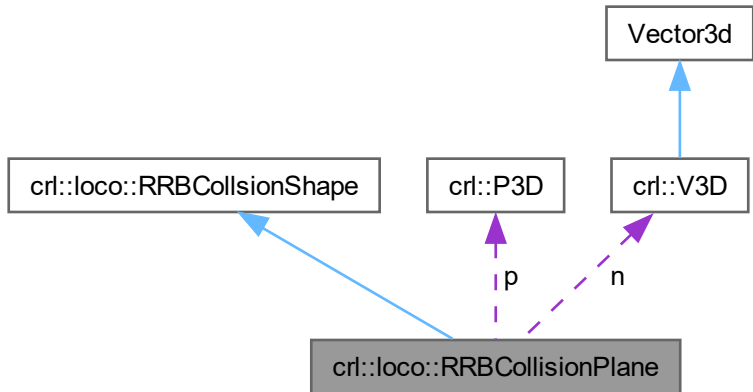 Vector3d
crl::loco::RRBCollsionShape
crl::P3D
crl::V3D
p
n
crl::loco::RRBCollisionPlane